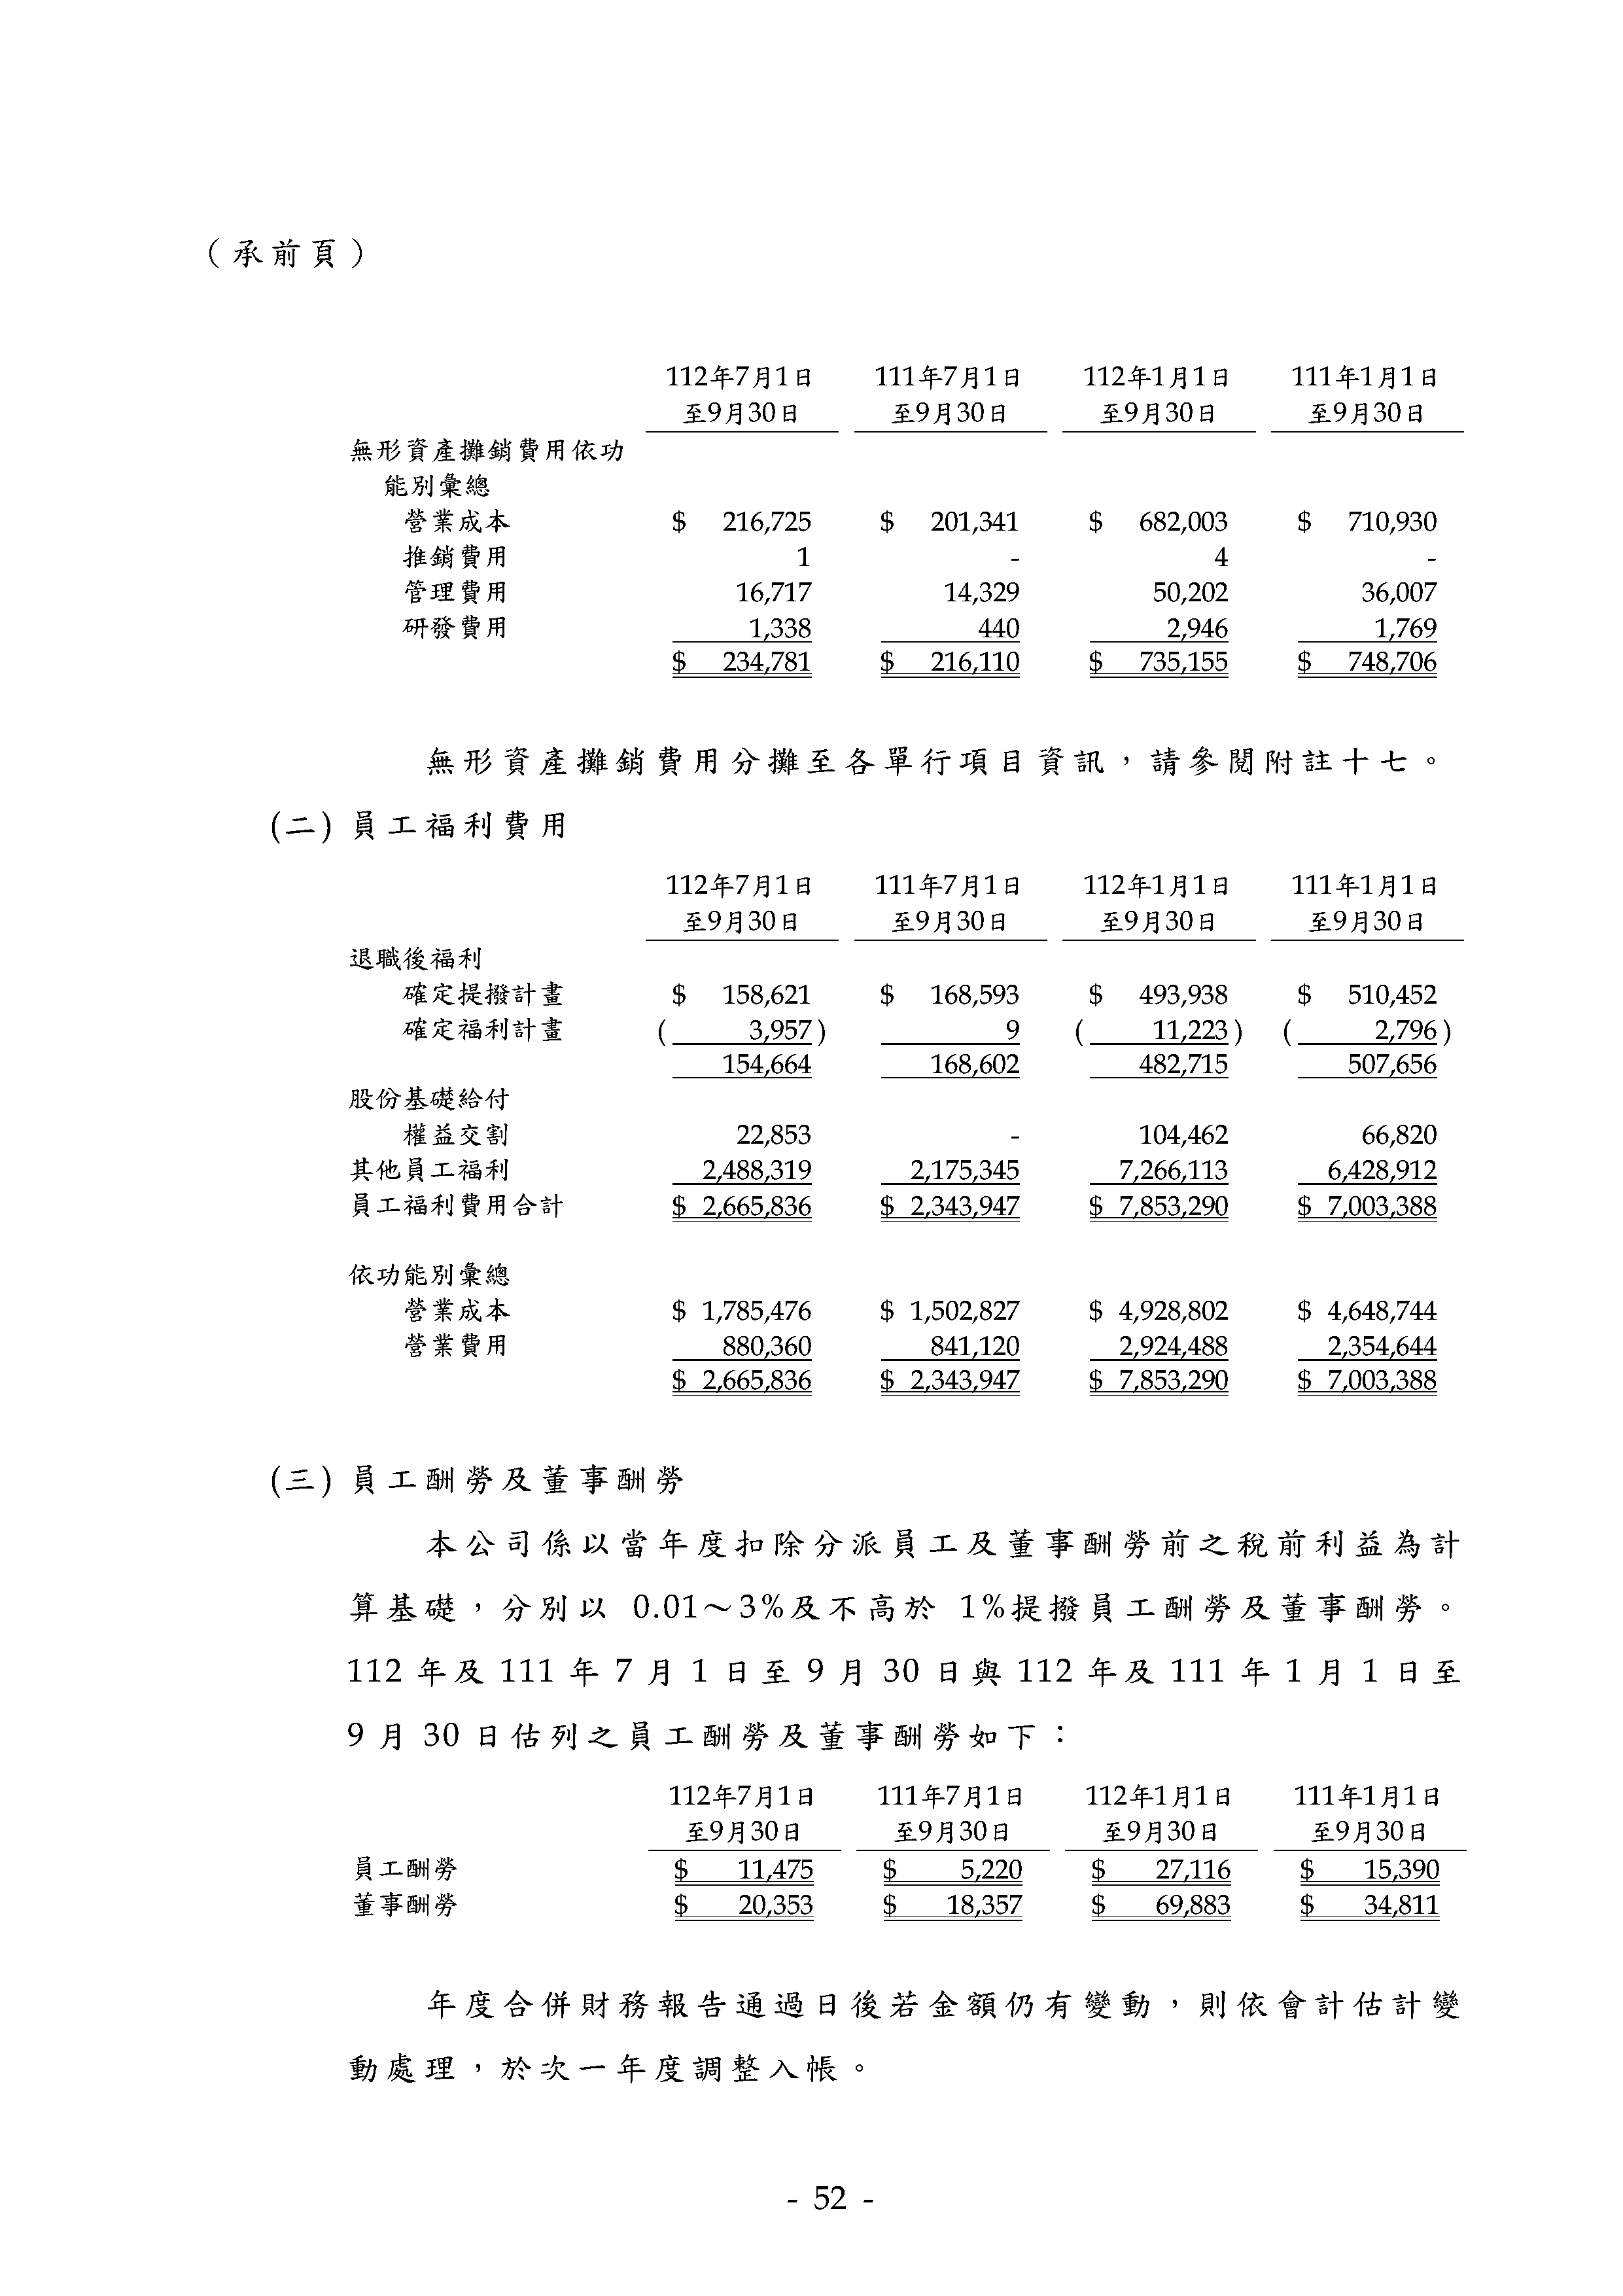 （承前頁）
112年7月1日 111年7月1日 112年1月1日 111年1月1日
至9月30日 至9月30日 至9月30日 至9月30日
無形資產攤銷費用依功
能別彙總
營業成本 $ 216,725 $ 201,341 $ 682,003 $ 710,930
推銷費用 1 - 4 -
管理費用 16,717 14,329 50,202 36,007
研發費用 1,338 440 2,946 1,769
$ 234,781 $ 216,110 $ 735,155 $ 748,706
無形資產攤銷費用分攤至各單行項目資訊，請參閱附註十七。
(二) 員工福利費用
112年7月1日 111年7月1日 112年1月1日 111年1月1日
至9月30日 至9月30日 至9月30日 至9月30日
退職後福利
確定提撥計畫 $ 158,621 $ 168,593 $ 493,938 $ 510,452
確定福利計畫 ( 3,957) 9 ( 11,223) ( 2,796)
154,664 168,602 482,715 507,656
股份基礎給付
權益交割 22,853 - 104,462 66,820
其他員工福利 2,488,319 2,175,345 7,266,113 6,428,912
員工福利費用合計 $ 2,665,836 $ 2,343,947 $ 7,853,290 $ 7,003,388
依功能別彙總
營業成本 $ 1,785,476 $ 1,502,827 $ 4,928,802 $ 4,648,744
營業費用 880,360 841,120 2,924,488 2,354,644
$ 2,665,836 $ 2,343,947 $ 7,853,290 $ 7,003,388
(三) 員工酬勞及董事酬勞
本公司係以當年度扣除分派員工及董事酬勞前之稅前利益為計
算基礎，分別以 0.01～3%及不高於 1%提撥員工酬勞及董事酬勞。
112 年及 111 年 7 月 1 日至 9 月 30 日與 112 年及 111 年 1 月 1 日至
9 月 30 日估列之員工酬勞及董事酬勞如下：
112年7月1日 111年7月1日 112年1月1日 111年1月1日
至9月30日 至9月30日 至9月30日 至9月30日
員工酬勞 $ 11,475 $ 5,220 $ 27,116 $ 15,390
董事酬勞 $ 20,353 $ 18,357 $ 69,883 $ 34,811
年度合併財務報告通過日後若金額仍有變動，則依會計估計變
動處理，於次一年度調整入帳。
- 52 -